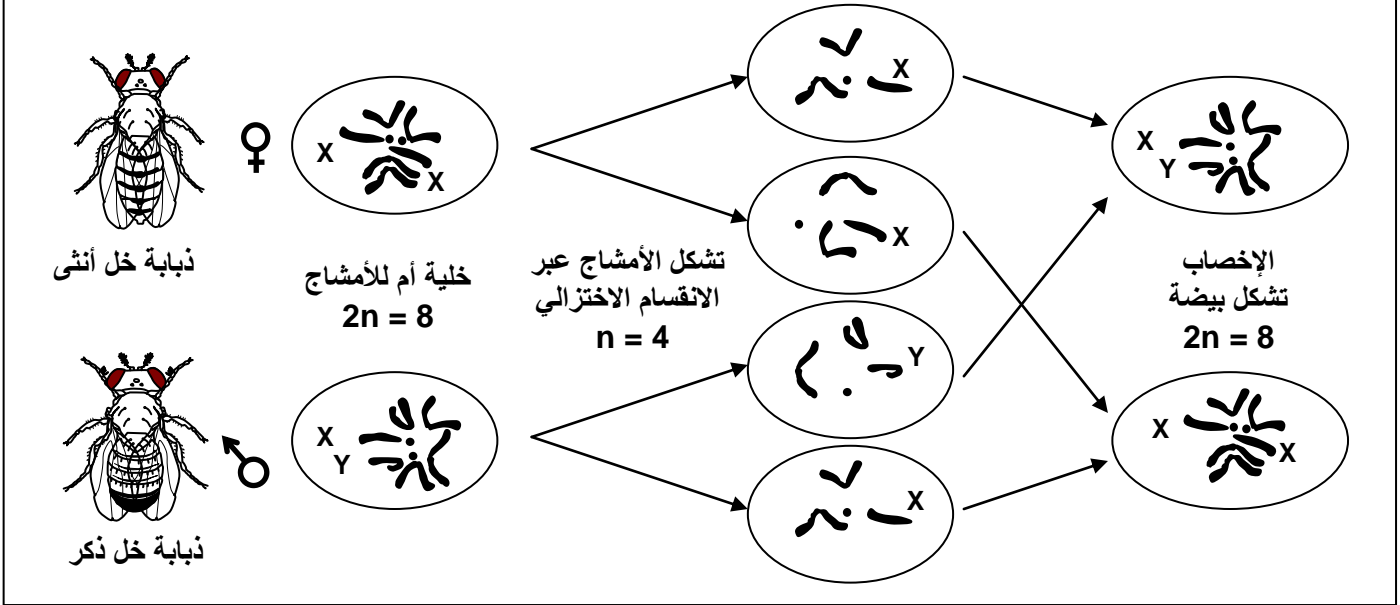 X
X
ذبابة خل أنثى
خلية أم للأمشاج
2n = 8
تشكل الأمشاج عبر
الانقسام الاختزالي
n = 4
X
X
Y
X
X
Y
الإخصاب
تشكل بيضة
2n = 8
X
X
X
Y
ذبابة خل ذكر